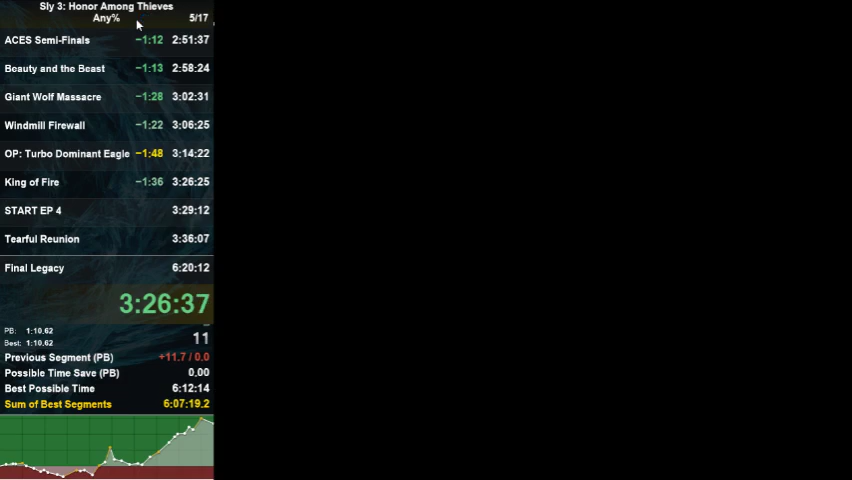 Sly 3: Honor Among Thieves
Any% 5/17
ACES Semi-Finals −1:12 2:51:37
Beauty and the Beast −1:13 2:58:24
Giant Wolf Massacre −1:28 3:02:31
Windmill Firewall −1:22 3:06:25
OP: Turbo Dominant Eagle −1:48 3:14:22
King of Fire −1:36 3:26:25
START EP 4 3:29:12
Tearful Reunion 3:36:07
Final Legacy 6:20:12
3:26:37
PB: 1:10.62
Best: 1:10.62
11
Previous Segment (PB) +11.7 / 0.0
Possible Time Save (PB) 0.00
Best Possible Time 6:12:14
Sum of Best Segments 6:07:19.2